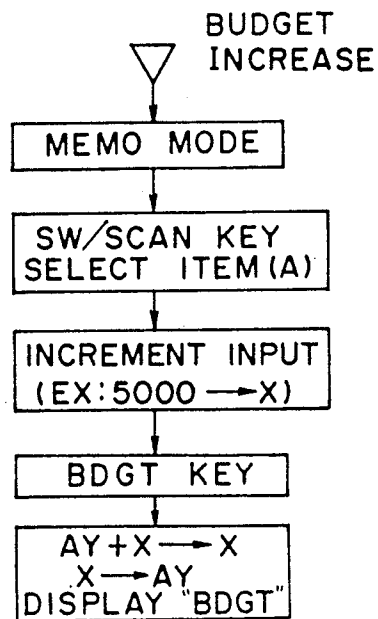 BUDGET
INCREASE
MEMO MODE
SW/SCAN KEY
SELECT ITEM(A)
INCREMENT INPUT
(EX:5000→X)
BDGT KEY
AY+X→X
X→AY
DISPLAY "BDGT"